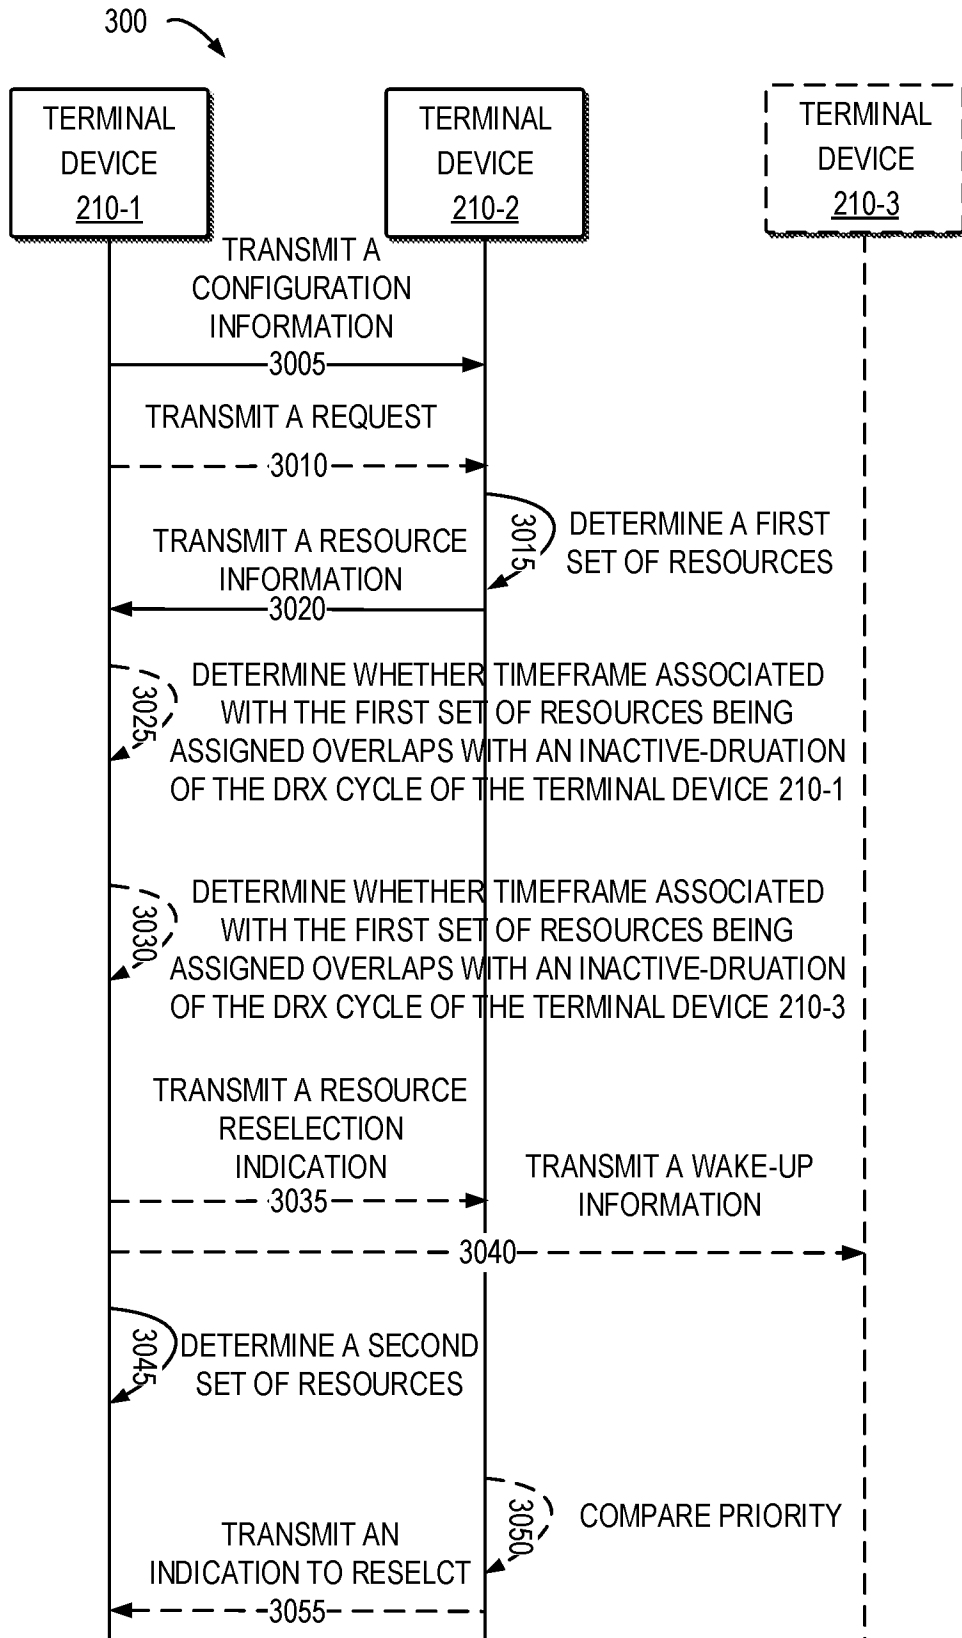 300
TERMINAL
DEVICE
210-1
TERMINAL
DEVICE
210-2
TERMINAL
DEVICE
210-3
TRANSMIT A
CONFIGURATION
INFORMATION
3005
TRANSMIT A REQUEST
3010
3015
DETERMINE A FIRST
SET OF RESOURCES
TRANSMIT A RESOURCE
INFORMATION
3020
3025
DETERMINE WHETHER TIMEFRAME ASSOCIATED
WITH THE FIRST SET OF RESOURCES BEING
ASSIGNED OVERLAPS WITH AN INACTIVE-DRUATION
OF THE DRX CYCLE OF THE TERMINAL DEVICE 210-1
3030
DETERMINE WHETHER TIMEFRAME ASSOCIATED
WITH THE FIRST SET OF RESOURCES BEING
ASSIGNED OVERLAPS WITH AN INACTIVE-DRUATION
OF THE DRX CYCLE OF THE TERMINAL DEVICE 210-3
TRANSMIT A RESOURCE
RESELECTION
INDICATION
3035
TRANSMIT A WAKE-UP
INFORMATION
3040
3045
DETERMINE A SECOND
SET OF RESOURCES
3050
COMPARE PRIORITY
TRANSMIT AN
INDICATION TO RESELCT
3055